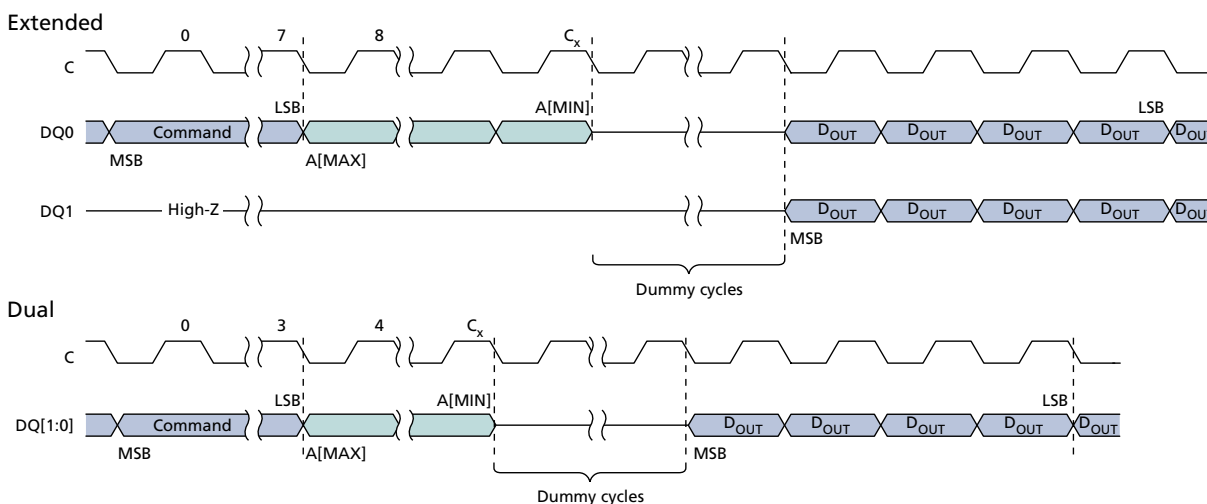 Extended
0 7 8 Cx
C
LSB A[MIN] LSB
DQ0 Command DOUT DOUT DOUT DOUT DOUT
MSB A[MAX]
DQ1 High-Z DOUT DOUT DOUT DOUT DOUT
MSB
Dummy cycles
Dual
0 3 4 Cx
C
LSB A[MIN] LSB
DQ[1:0] Command DOUT DOUT DOUT DOUT DOUT
MSB A[MAX] MSB
Dummy cycles